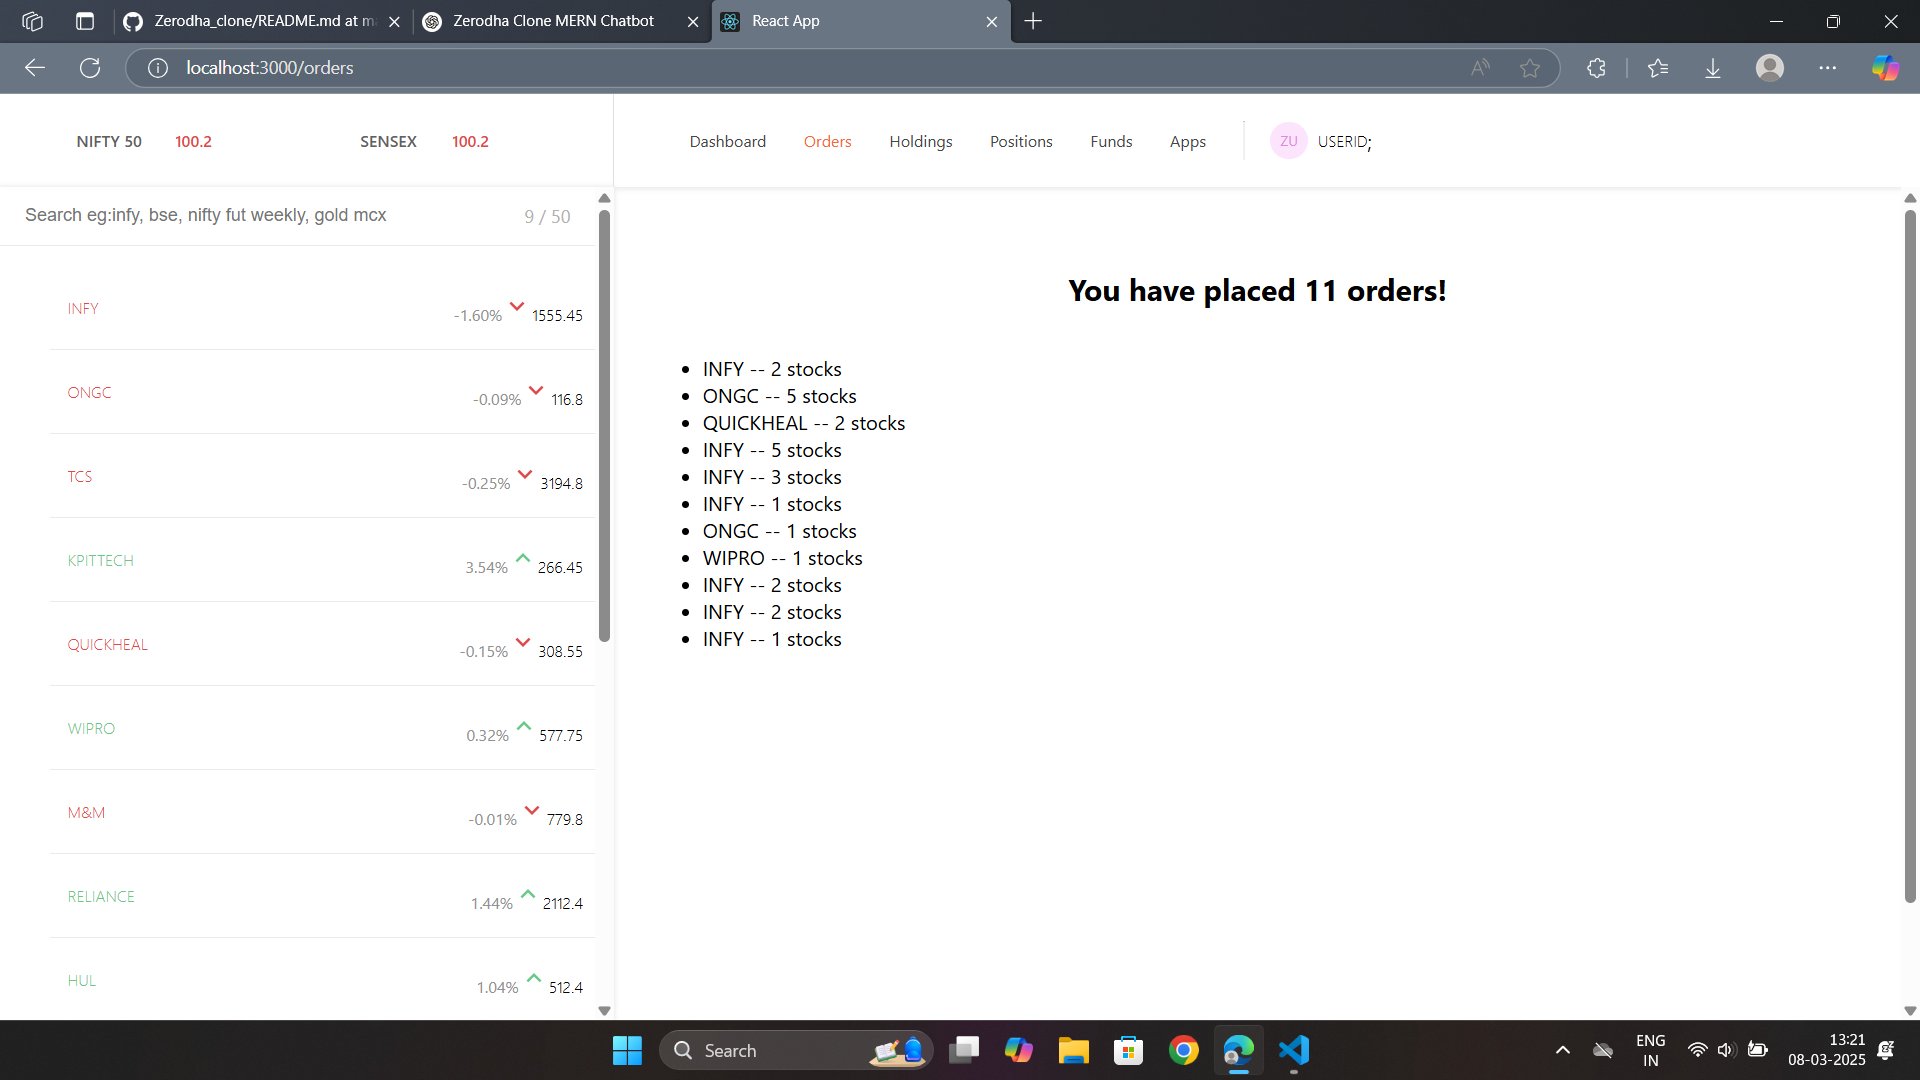 Zerodha_clone/README.md at m
Zerodha Clone MERN Chatbot
React App
localhost:3000/orders
NIFTY 50 100.2 SENSEX 100.2
Dashboard Orders Holdings Positions Funds Apps ZU USERID;
Search eg:infy, bse, nifty fut weekly, gold mcx 9 / 50
INFY -1.60% 1555.45
ONGC -0.09% 116.8
TCS -0.25% 3194.8
KPITTECH 3.54% 266.45
QUICKHEAL -0.15% 308.55
WIPRO 0.32% 577.75
M&M -0.01% 779.8
RELIANCE 1.44% 2112.4
HUL 1.04% 512.4
You have placed 11 orders!
INFY -- 2 stocks
ONGC -- 5 stocks
QUICKHEAL -- 2 stocks
INFY -- 5 stocks
INFY -- 3 stocks
INFY -- 1 stocks
ONGC -- 1 stocks
WIPRO -- 1 stocks
INFY -- 2 stocks
INFY -- 2 stocks
INFY -- 1 stocks
Search
ENG
IN
13:21
08-03-2025